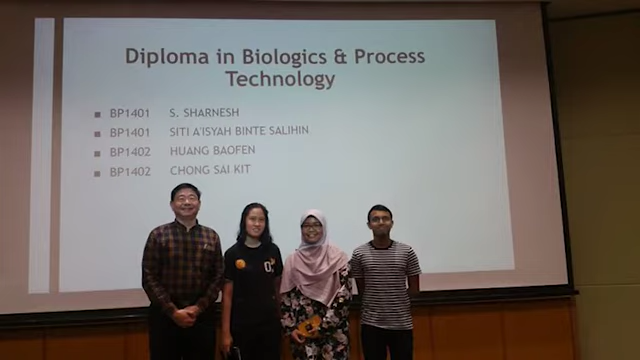 Diploma in Biologics & Process
Technology
BP1401 S. SHARNESH
BP1401 SITI A'ISYAH BINTE SALIHIN
BP1402 HUANG BAOFEN
BP1402 CHONG SAI KIT